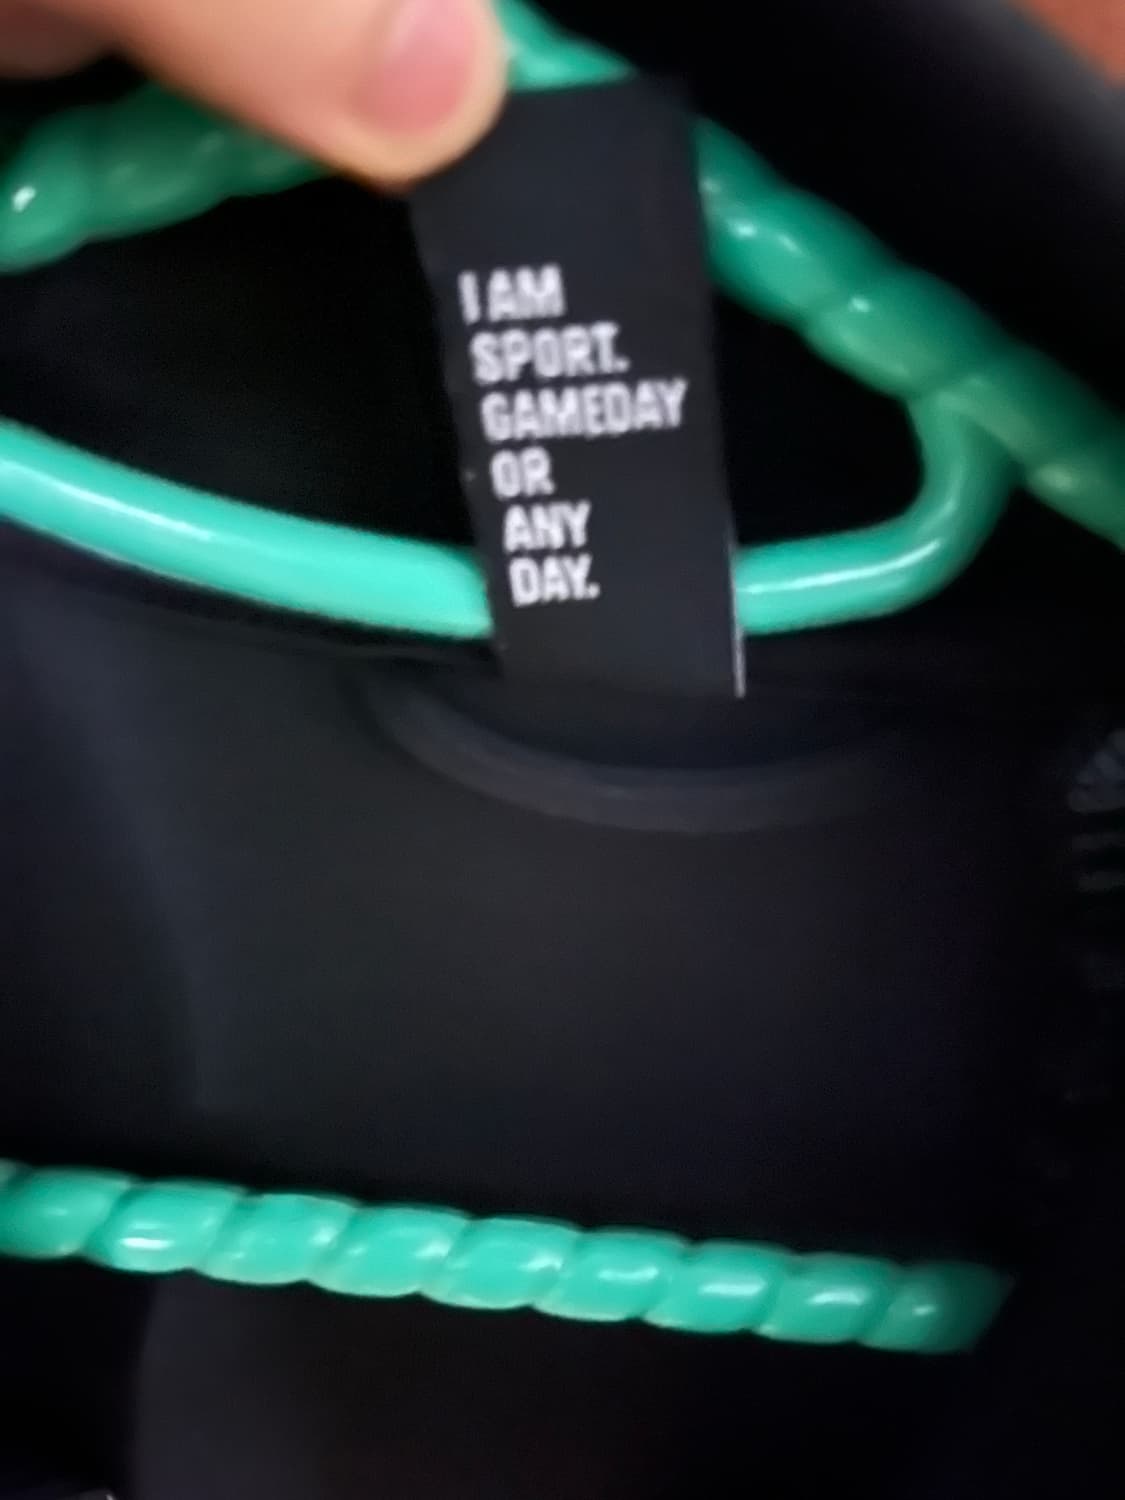 I AM
SPORT.
GAMEDAY
OR
ANY
DAY.